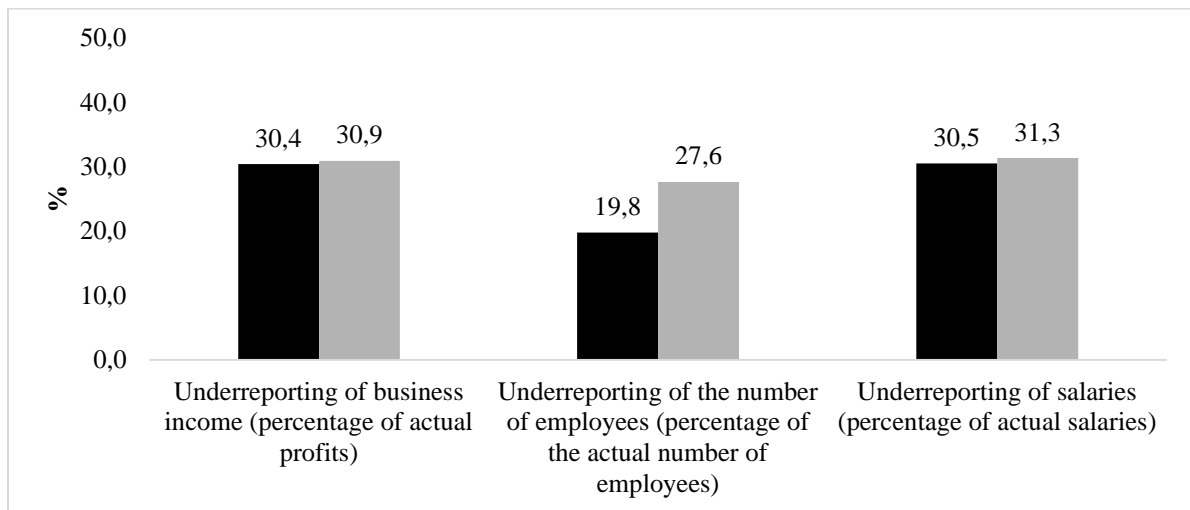 50,0
40,0
30,0
20,0
10,0
0,0
%
30,4
30,9
19,8
27,6
30,5
31,3
Underreporting of business
income (percentage of actual
profits)
Underreporting of the number
of employees (percentage of
the actual number of
employees)
Underreporting of salaries
(percentage of actual salaries)